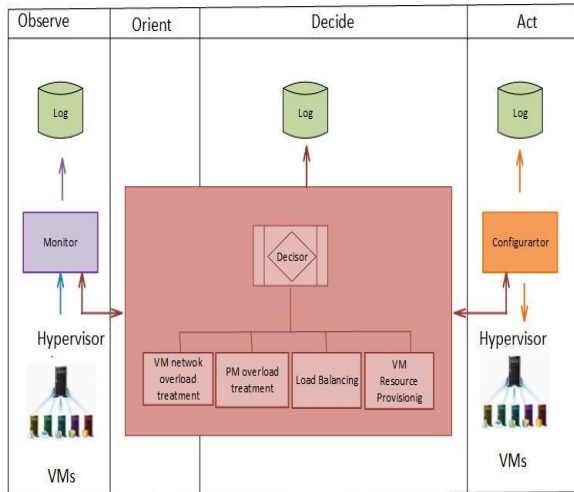 Observe
Orient
Decide
Act
Log
Log
Log
Monitor
Decisor
Configurartor
Hypervisor
Hypervisor
VM netwok
overload
treatment
PM overload
treatment
Load Balancing
VM
Resource
Provisionig
VMs
VMs